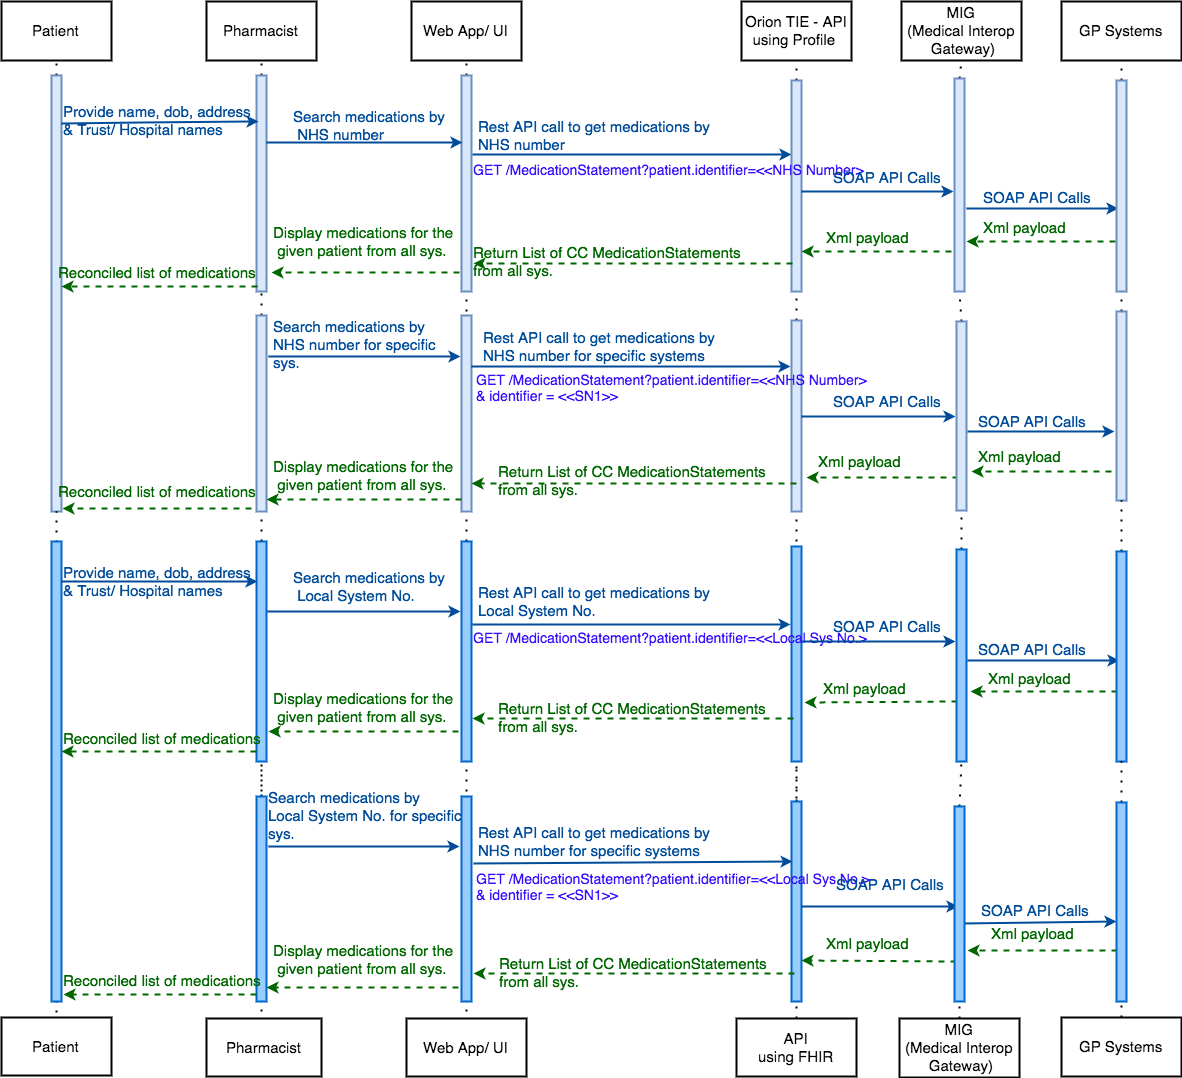 Patient
Pharmacist
Web App/ UI
Orion TIE - API
using Profile
MIG
(Medical Interop
Gateway)
GP Systems
Provide name, dob, address
& Trust/ Hospital names
Search medications by
NHS number
Rest API call to get medications by
NHS number
GET /MedicationStatement?patient.identifier=<<NHS Number>
SOAP API Calls
SOAP API Calls
Xml payload
Xml payload
Return List of CC MedicationStatements
from all sys.
Display medications for the
given patient from all sys.
Reconciled list of medications
Search medications by
NHS number for specific
sys.
Rest API call to get medications by
NHS number for specific systems
GET /MedicationStatement?patient.identifier=<<NHS Number>
& identifier = <<SN1>>
SOAP API Calls
SOAP API Calls
Xml payload
Xml payload
Return List of CC MedicationStatements
from all sys.
Display medications for the
given patient from all sys.
Reconciled list of medications
Provide name, dob, address
& Trust/ Hospital names
Search medications by
Local System No.
Rest API call to get medications by
Local System No.
GET /MedicationStatement?patient.identifier=<<Local Sys No.>
SOAP API Calls
SOAP API Calls
Xml payload
Xml payload
Return List of CC MedicationStatements
from all sys.
Display medications for the
given patient from all sys.
Reconciled list of medications
Search medications by
Local System No. for specific
sys.
Rest API call to get medications by
NHS number for specific systems
GET /MedicationStatement?patient.identifier=<<Local Sys No.>
& identifier = <<SN1>>
SOAP API Calls
SOAP API Calls
Xml payload
Xml payload
Return List of CC MedicationStatements
from all sys.
Display medications for the
given patient from all sys.
Reconciled list of medications
Patient
Pharmacist
Web App/ UI
API
using FHIR
MIG
(Medical Interop
Gateway)
GP Systems